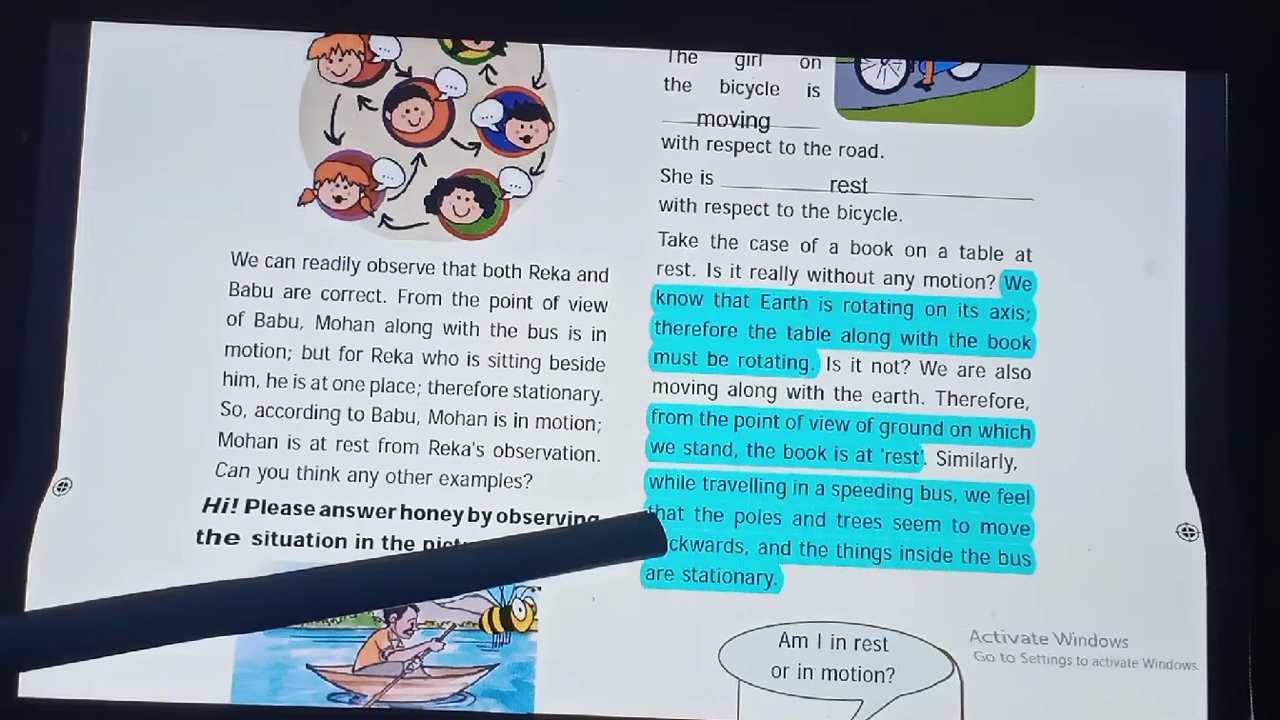 We can readily observe that both Reka and
Babu are correct. From the point of view
of Babu, Mohan along with the bus is in
motion; but for Reka who is sitting beside
him, he is at one place; therefore stationary.
So, according to Babu, Mohan is in motion;
Mohan is at rest from Reka's observation.
Can you think any other examples?
Hi! Please answer honey by observing
the situation in the
The girl on
the bicycle is
moving
with respect to the road.
She is rest
with respect to the bicycle.
Take the case of a book on a table at
rest. Is it really without any motion? We
know that Earth is rotating on its axis;
therefore the table along with the book
must be rotating. Is it not? We are also
moving along with the earth. Therefore,
from the point of view of ground on which
we stand, the book is at 'rest'. Similarly,
while travelling in a speeding bus, we feel
that the poles and trees seem to move
and the things inside the bus
are stationary.
Am I in rest
or in motion?
Activate Windows
Go to Settings to activate Windows.